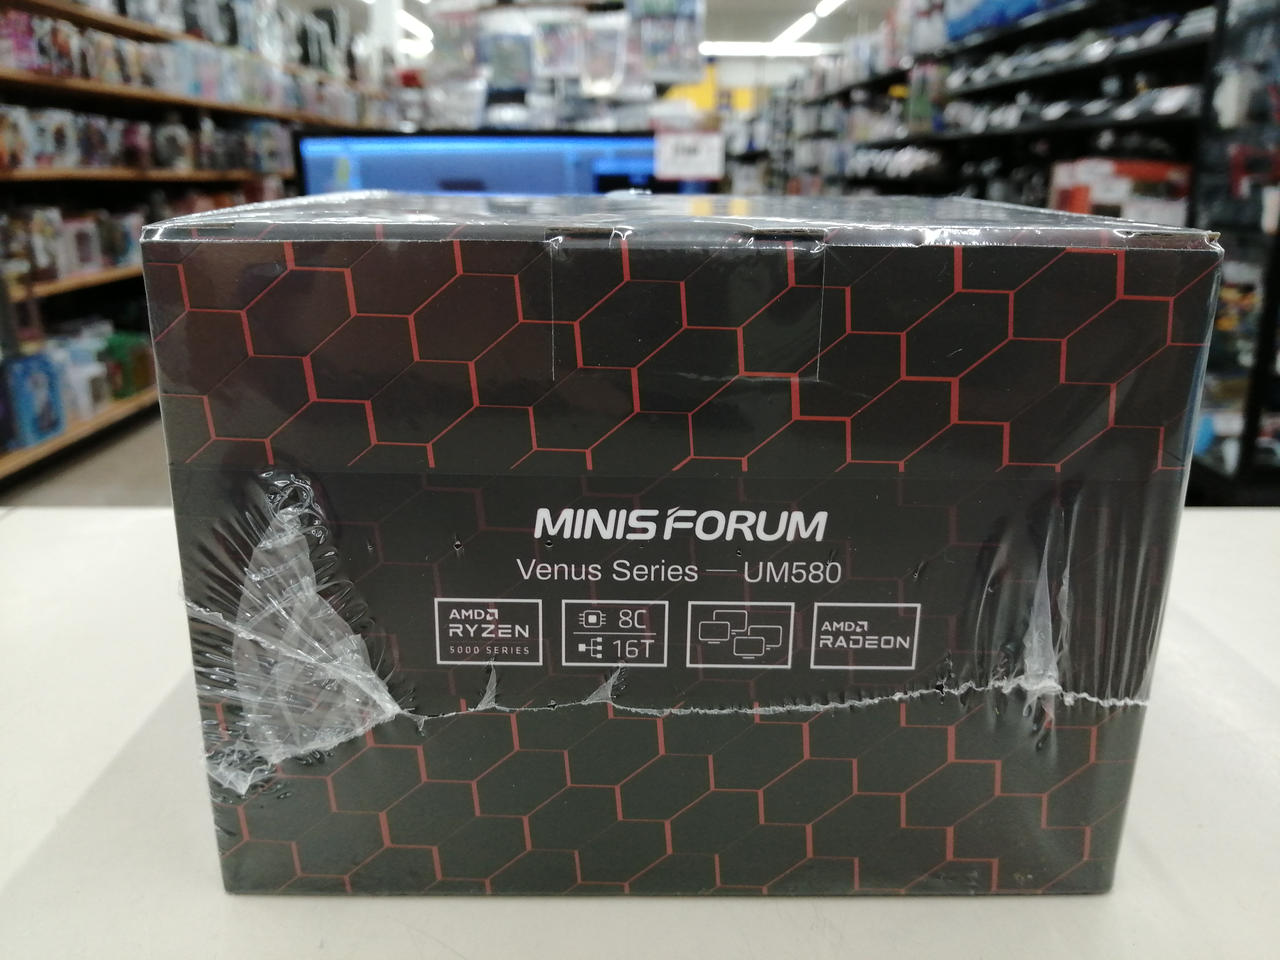 MINISFORUM
Venus Series — UM580
AMD
RYZEN
5000 SERIES
8C
16T
AMD
RADEON